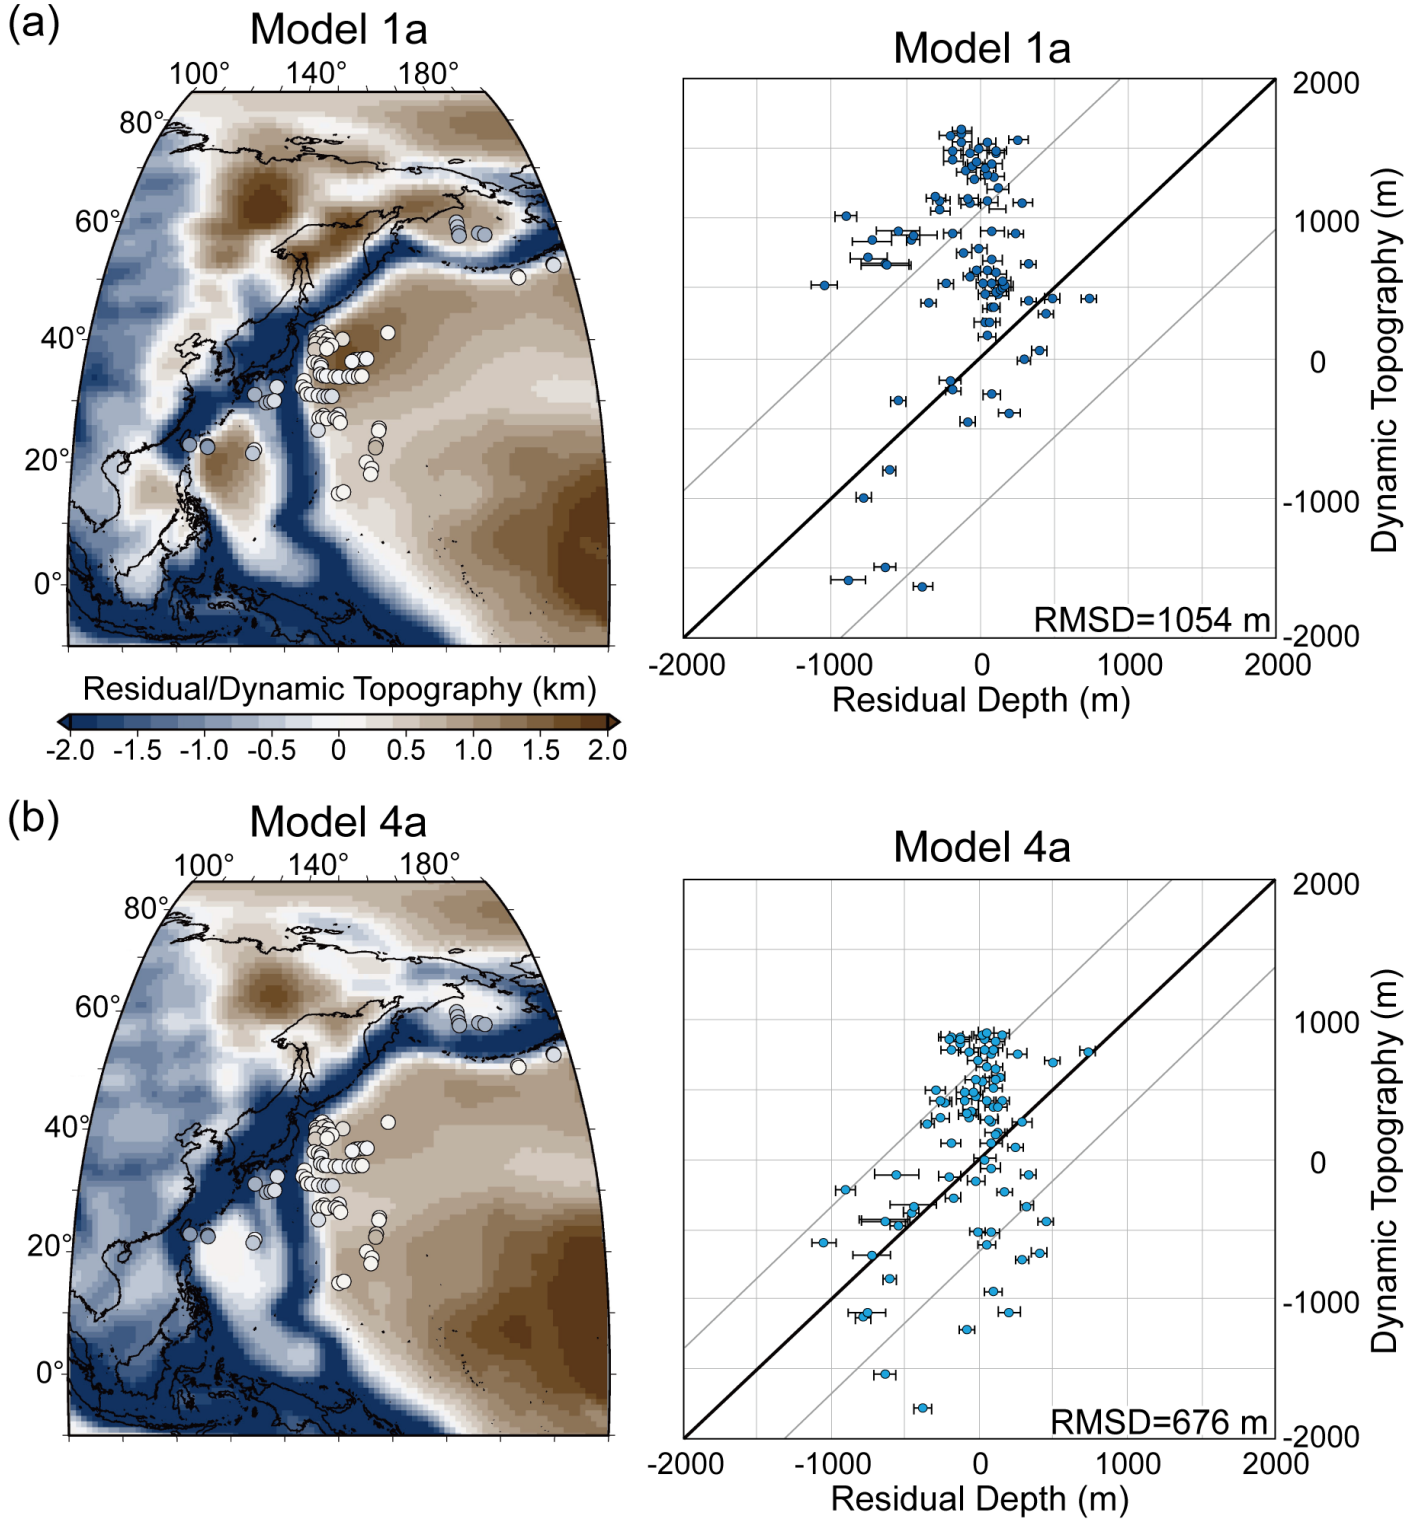 (a)
Model 1a
100° 140° 180°
80°
60°
40°
20°
0°
Residual/Dynamic Topography (km)
-2.0 -1.5 -1.0 -0.5 0 0.5 1.0 1.5 2.0
Model 1a
2000
1000
0
-1000
-2000
Dynamic Topography (m)
RMSD=1054 m
-2000 -1000 0 1000 2000
Residual Depth (m)
(b)
Model 4a
100° 140° 180°
80°
60°
40°
20°
0°
Model 4a
2000
1000
0
-1000
-2000
Dynamic Topography (m)
RMSD=676 m
-2000 -1000 0 1000 2000
Residual Depth (m)